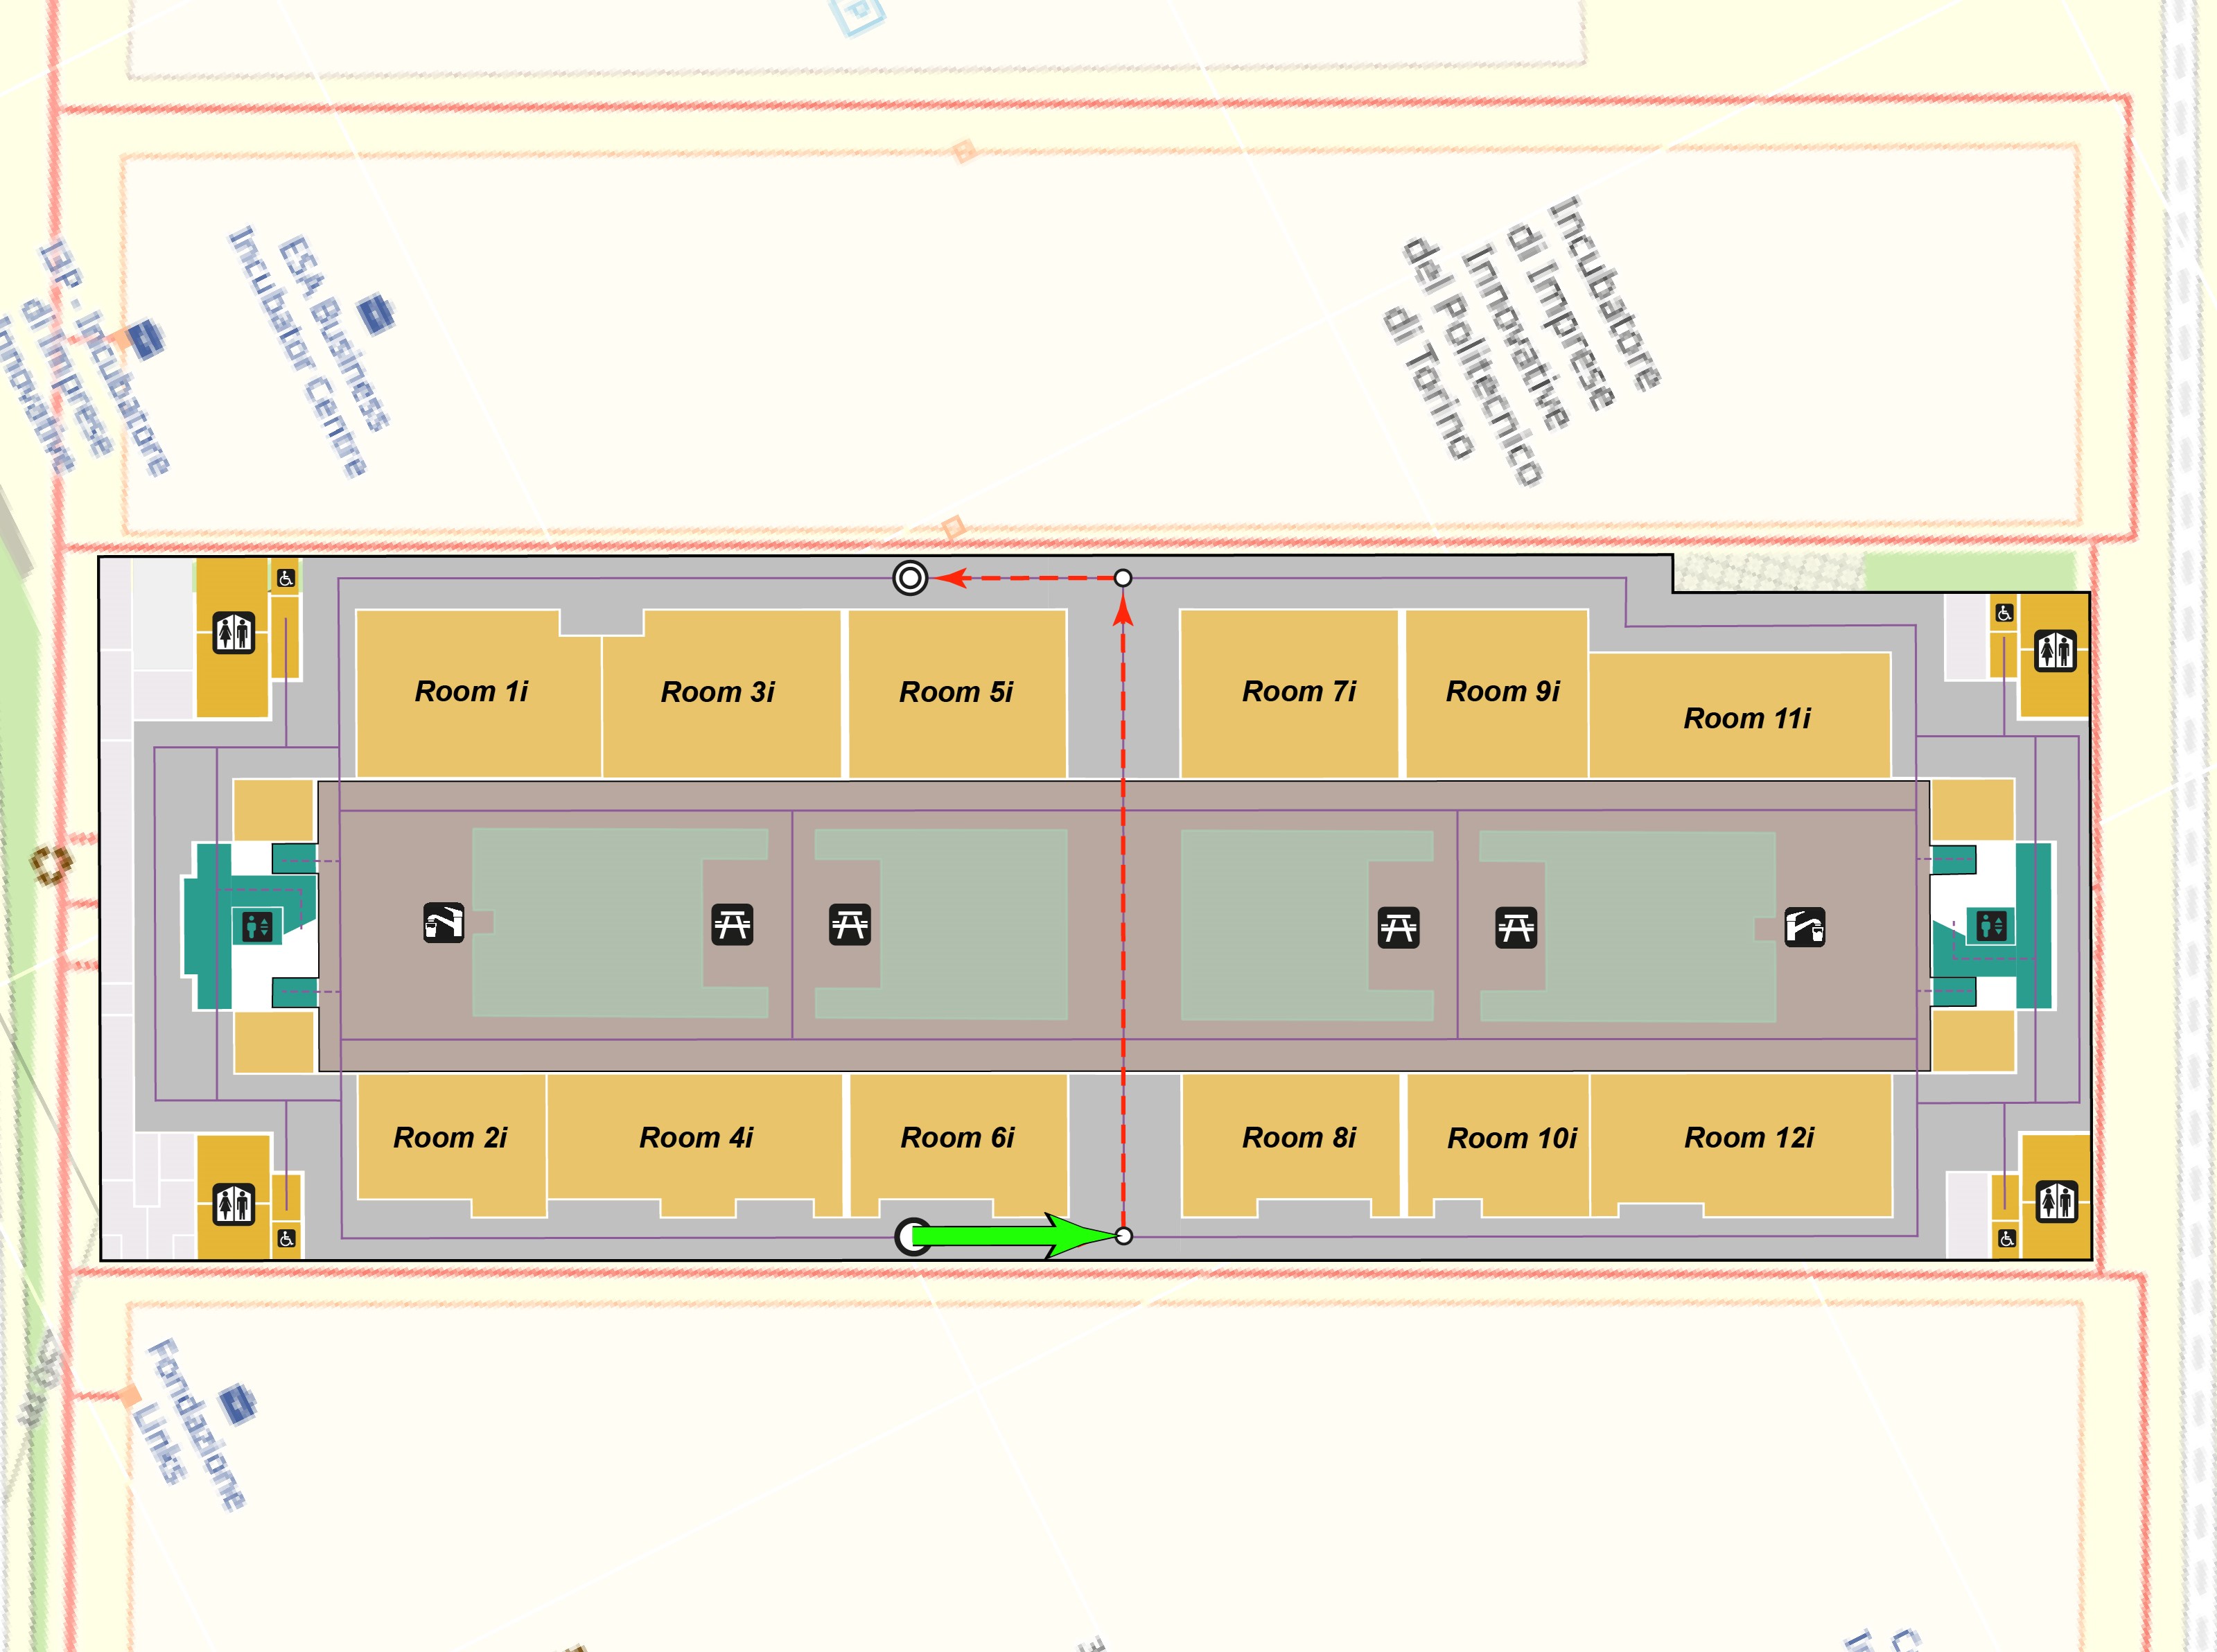 P
Incubatore
di Imprese
Innovative
del Politecnico
di Torino
ESA Business
Incubator Centre
I3P - Incubatore
di Imprese
Room 1i
Room 3i
Room 5i
Room 7i
Room 9i
Room 11i
Room 2i
Room 4i
Room 6i
Room 8i
Room 10i
Room 12i
Fondazione
Links